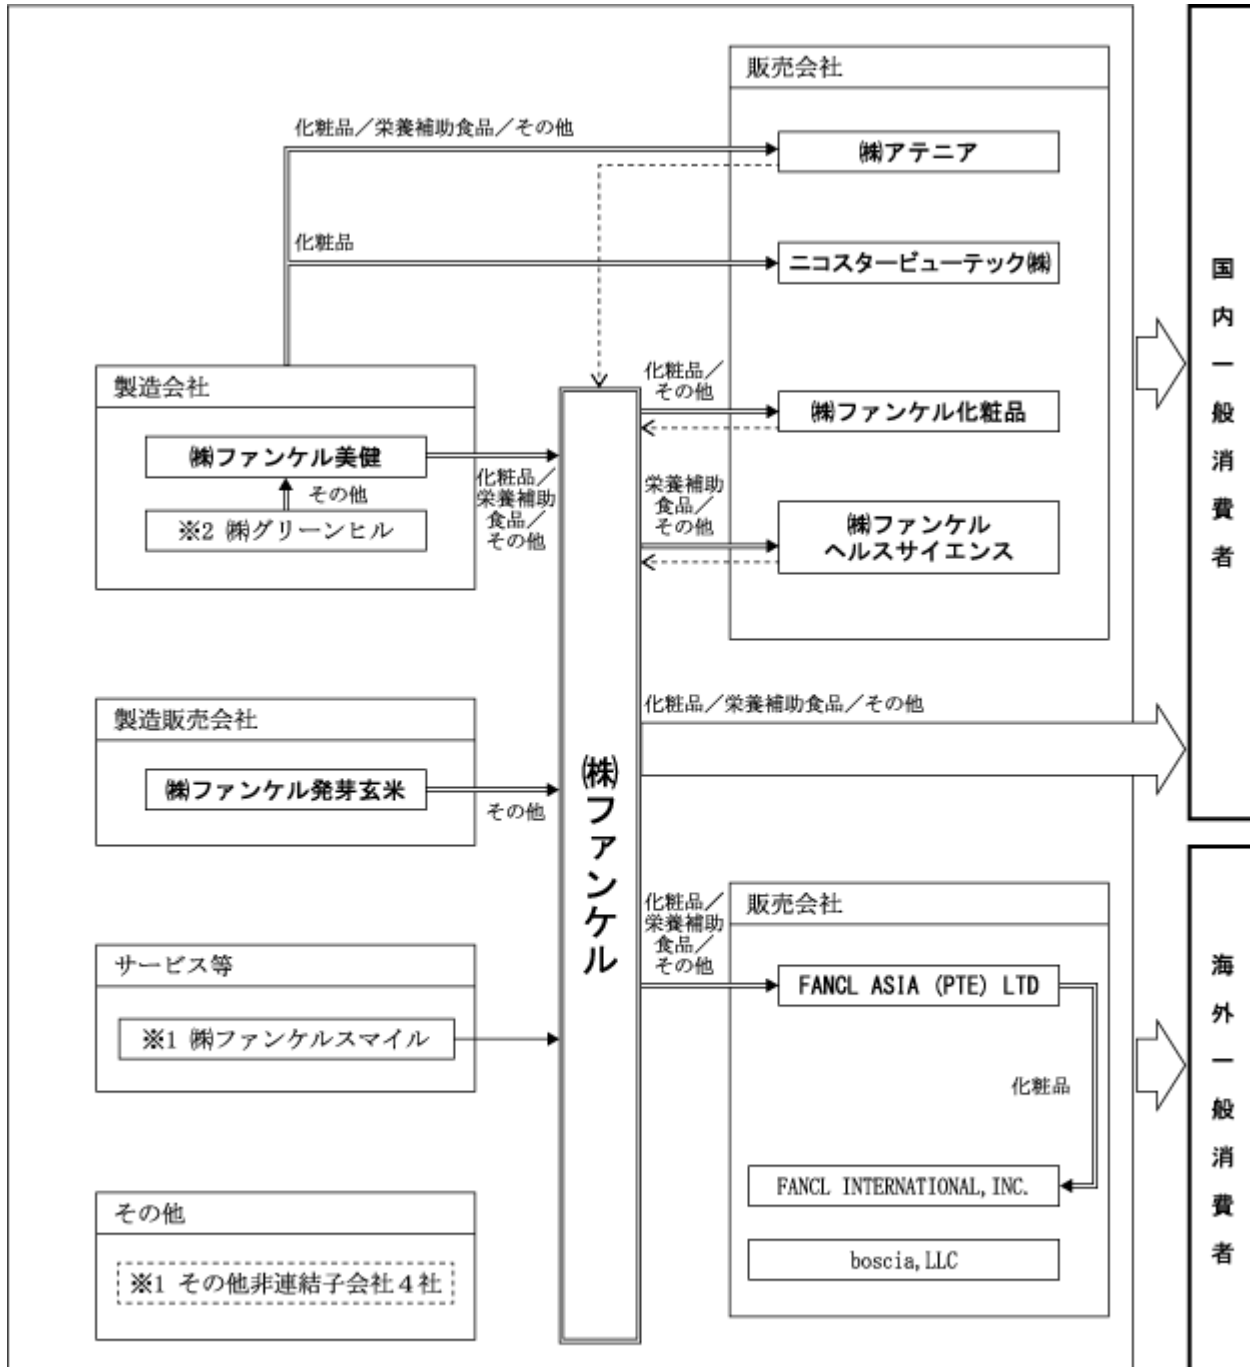 販売会社
化粧品／栄養補助食品／その他
㈱アテニア
化粧品
ニコスタービューテック㈱
製造会社
㈱ファンケル美健
その他
※2 ㈱グリーンヒル
化粧品／
栄養補助
食品／
その他
化粧品／
その他
㈱ファンケル化粧品
栄養補助
食品／
その他
㈱ファンケル
ヘルスサイエンス
国内一般消費者
製造販売会社
㈱ファンケル発芽玄米
その他
㈱ファンケル
化粧品／栄養補助食品／その他
サービス等
※1 ㈱ファンケルスマイル
化粧品／
栄養補助
食品／
その他
販売会社
FANCL ASIA (PTE) LTD
化粧品
FANCL INTERNATIONAL,INC.
boscia,LLC
海外一般消費者
その他
※1 その他非連結子会社４社